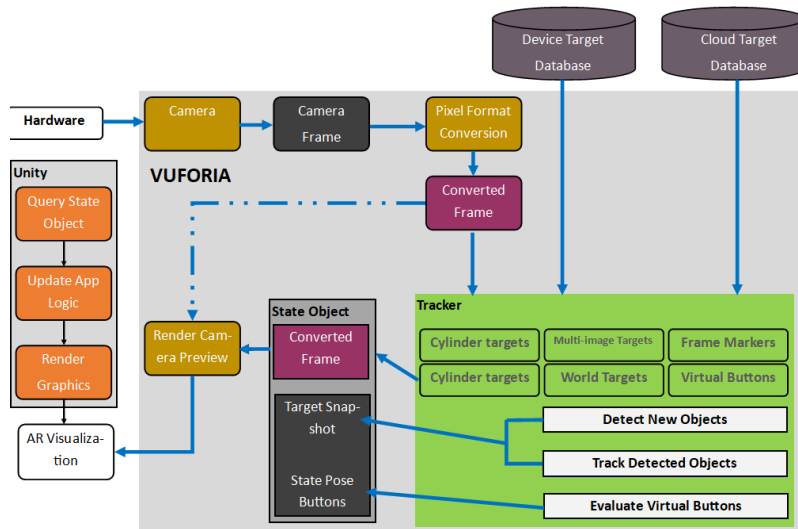 Device Target
Database
Cloud Target
Database
Hardware
Camera
Camera
Frame
Pixel Format
Conversion
Unity
VUFORIA
Query State
Object
Converted
Frame
Update App
Logic
Render
Graphics
AR Visualiza-
tion
Render Cam-
era Preview
State Object
Converted
Frame
Target Snap-
shot
State Pose
Buttons
Tracker
Cylinder targets
Multi-image Targets
Frame Markers
Cylinder targets
World Targets
Virtual Buttons
Detect New Objects
Track Detected Objects
Evaluate Virtual Buttons